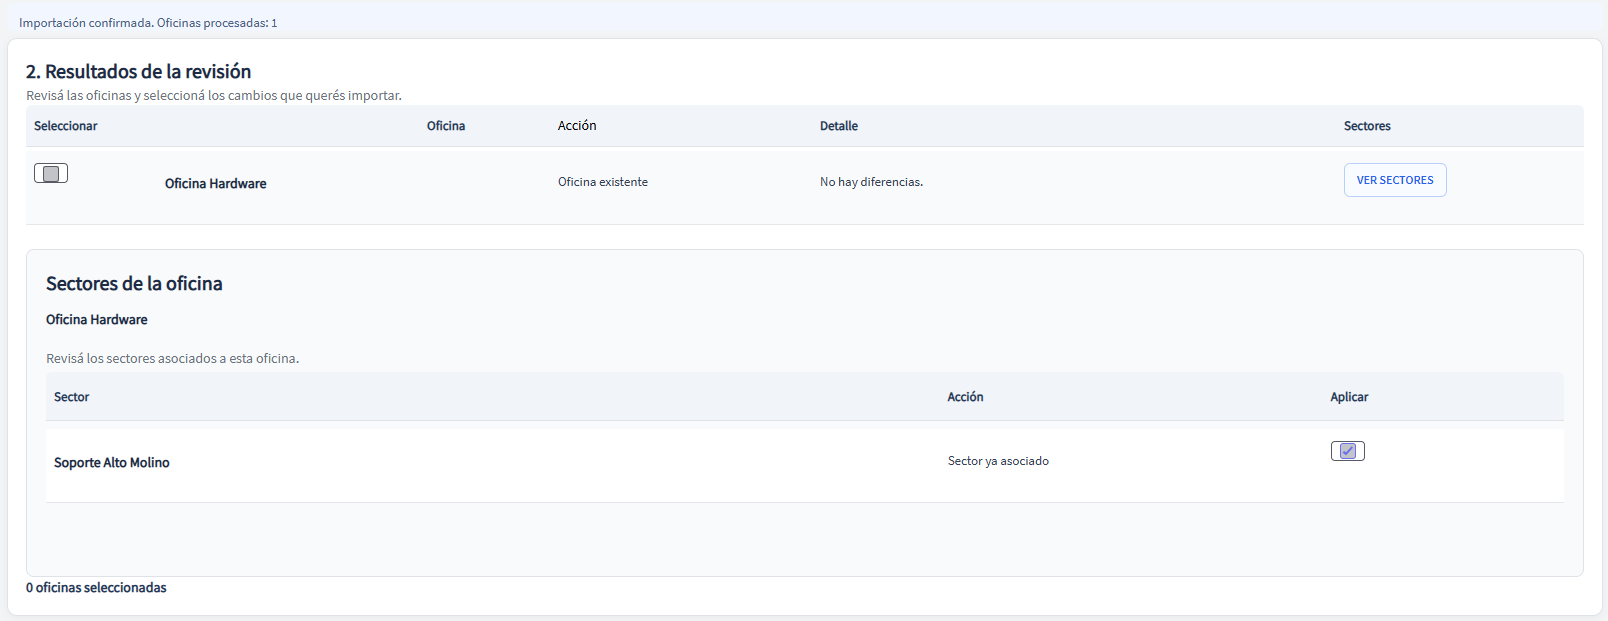 Importación confirmada. Oficinas procesadas: 1
2. Resultados de la revisión
Revisá las oficinas y seleccioná los cambios que querés importar.
Seleccionar Oficina Acción Detalle Sectores
Oficina Hardware Oficina existente No hay diferencias. VER SECTORES
Sectores de la oficina
Oficina Hardware
Revisá los sectores asociados a esta oficina.
Sector Acción Aplicar
Soporte Alto Molino Sector ya asociado
0 oficinas seleccionadas